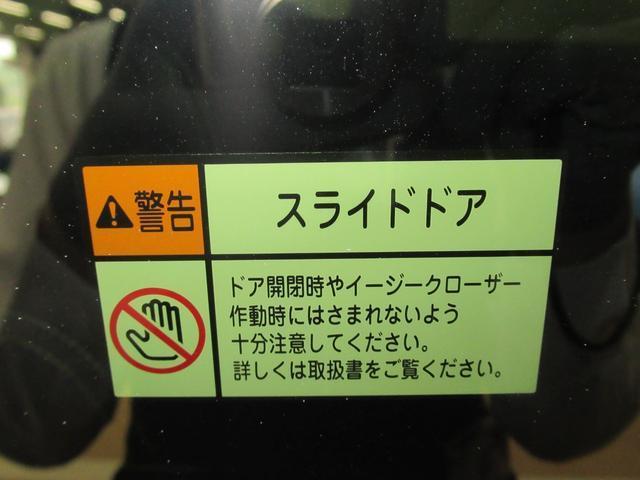 警告
スライドドア
ドア開閉時やイージークローザー
作動時にはさまれないよう
十分注意してください。
詳しくは取扱書をご覧ください。